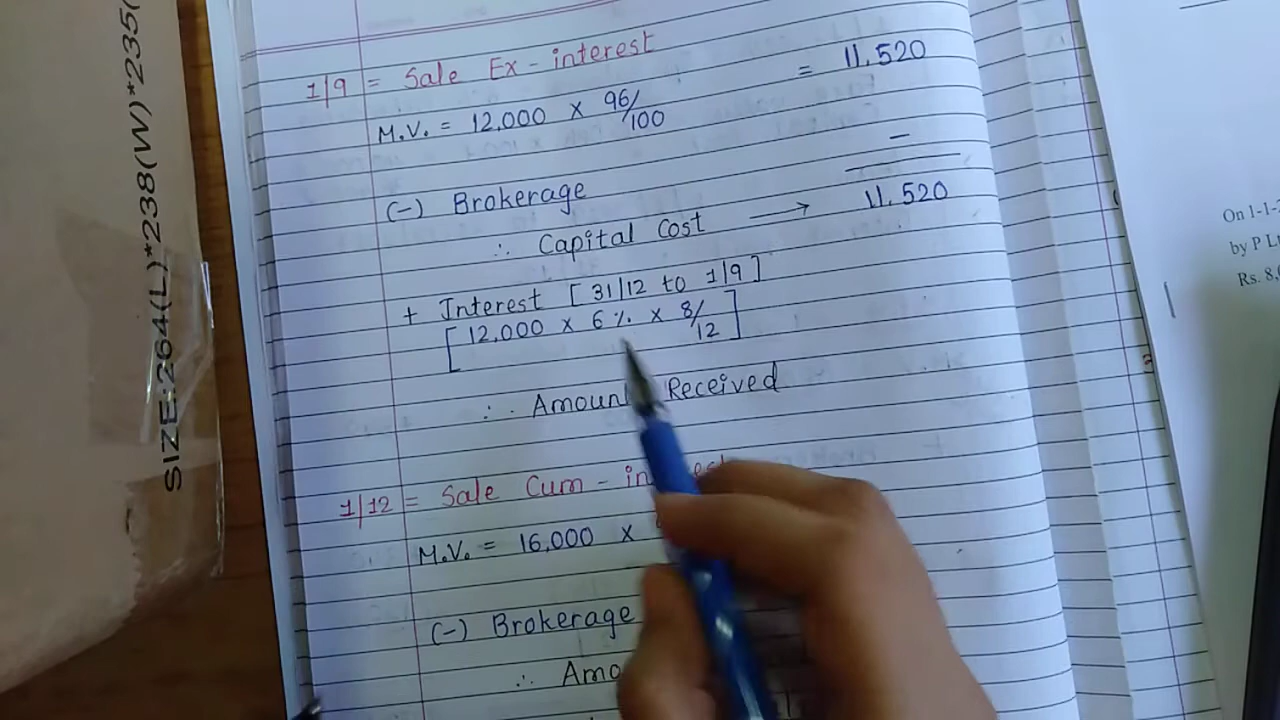 SIZE:264(L)*238(W)*235(
1/9 = Sale Ex-interest
M.V. = 12,000 x 96/100 = 11,520
(-) Brokerage —
∴ Capital Cost → 11,520
+ Interest [31/12 to 1/9]
[12,000 x 6% x 8/12]
∴ Amount Received
1/12 = Sale Cum-interest
M.V. = 16,000 x
(-) Brokerage
∴ Amo
On 1-1-
by P L
Rs. 8,